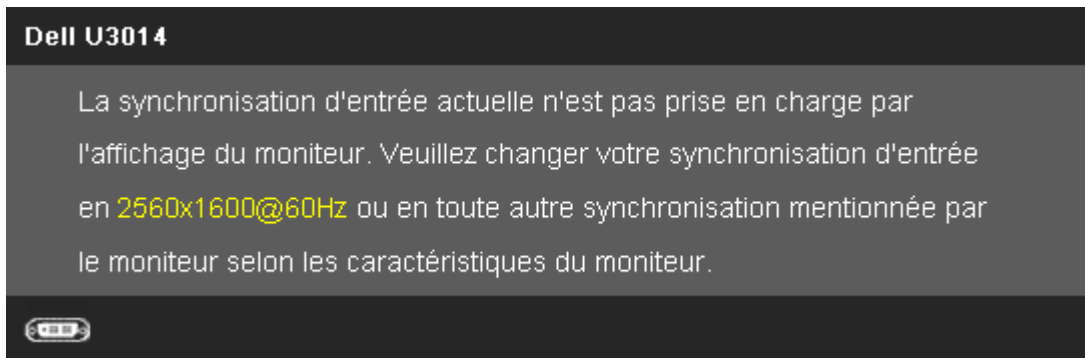 Dell U3014
La synchronisation d'entrée actuelle n'est pas prise en charge par
l'affichage du moniteur. Veuillez changer votre synchronisation d'entrée
en 2560x1600@60Hz ou en toute autre synchronisation mentionnée par
le moniteur selon les caractéristiques du moniteur.